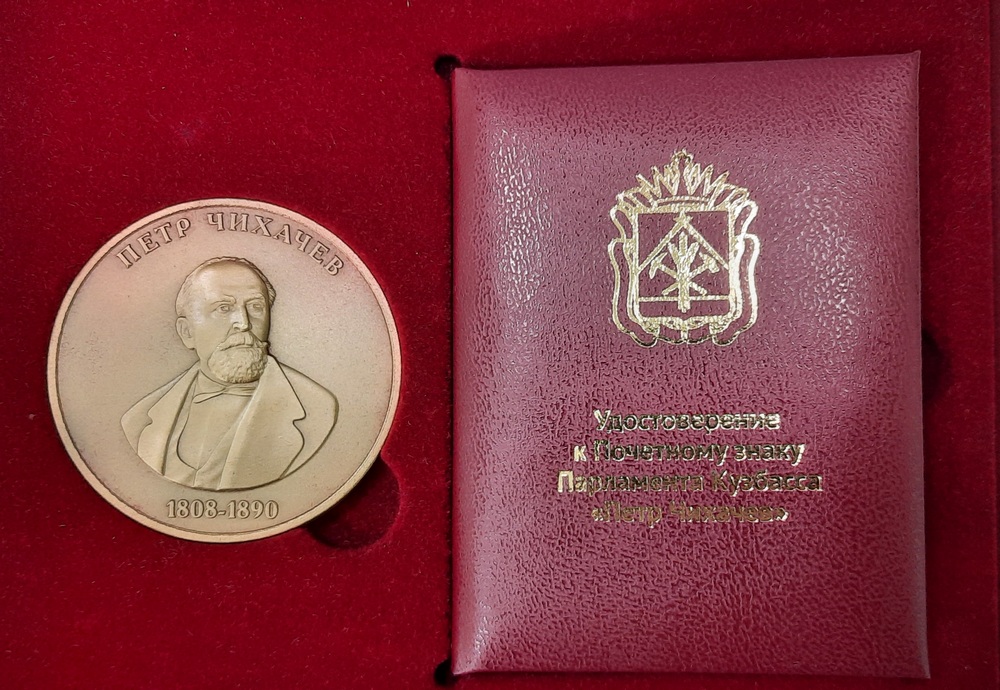 ПЕТР ЧИХАЧЕВ
1808-1890
Удостоверение
к Почетному знаку
Парламента Кузбасса
«Петр Чихачев»